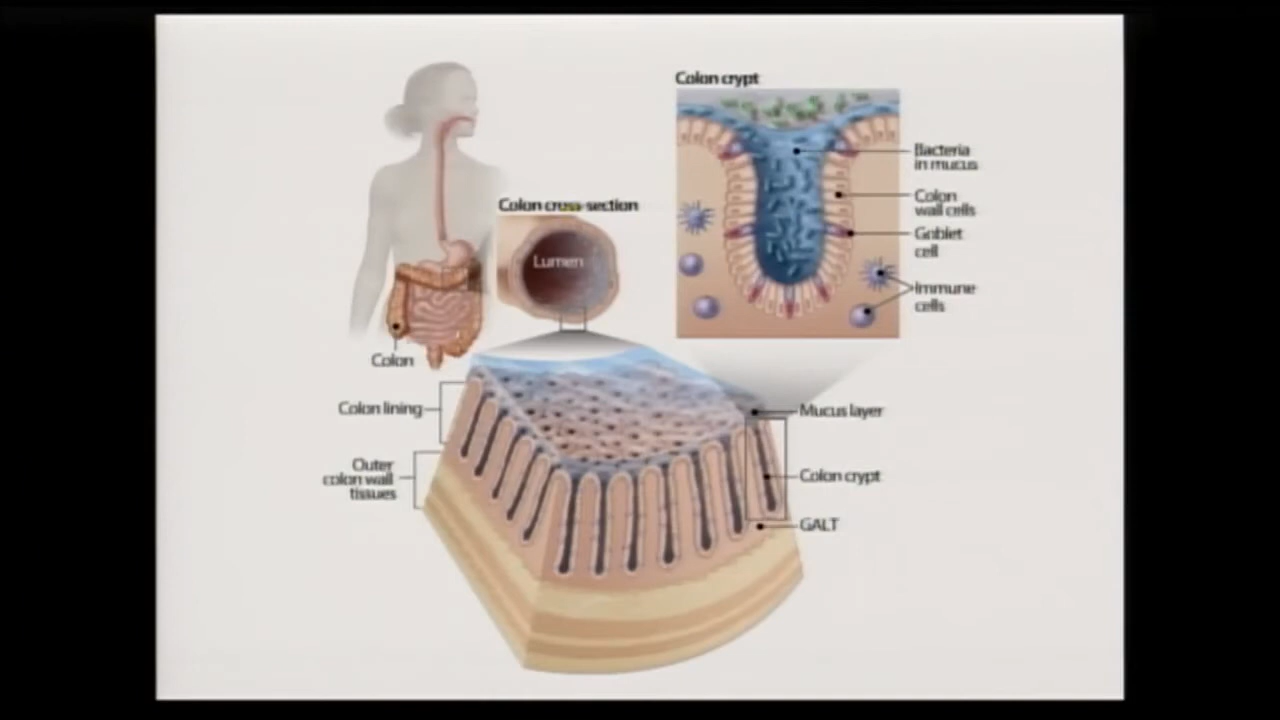 Colon crypt
Bacteria
in mucus
Colon
wall cells
Goblet
cell
Immune
cells
Colon cross-section
Lumen
Colon
Colon lining
Outer
colon wall
tissues
Mucus layer
Colon crypt
GALT